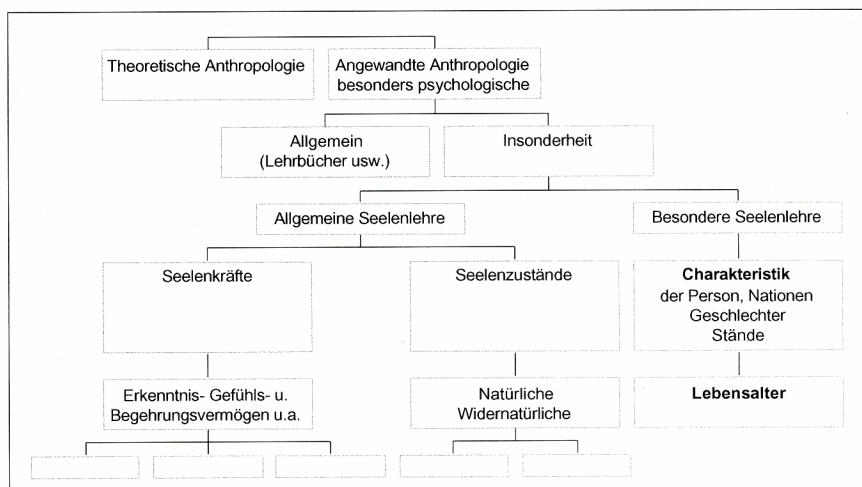 Theoretische Anthropologie
Angewandte Anthropologie
besonders psychologische
Allgemein
(Lehrbücher usw.)
Insonderheit
Allgemeine Seelenlehre
Besondere Seelenlehre
Seelenkräfte
Seelenzustände
Charakteristik
der Person, Nationen
Geschlechter
Stände
Erkenntnis- Gefühls- u.
Begehrungsvermögen u.a.
Natürliche
Widernatürliche
Lebensalter